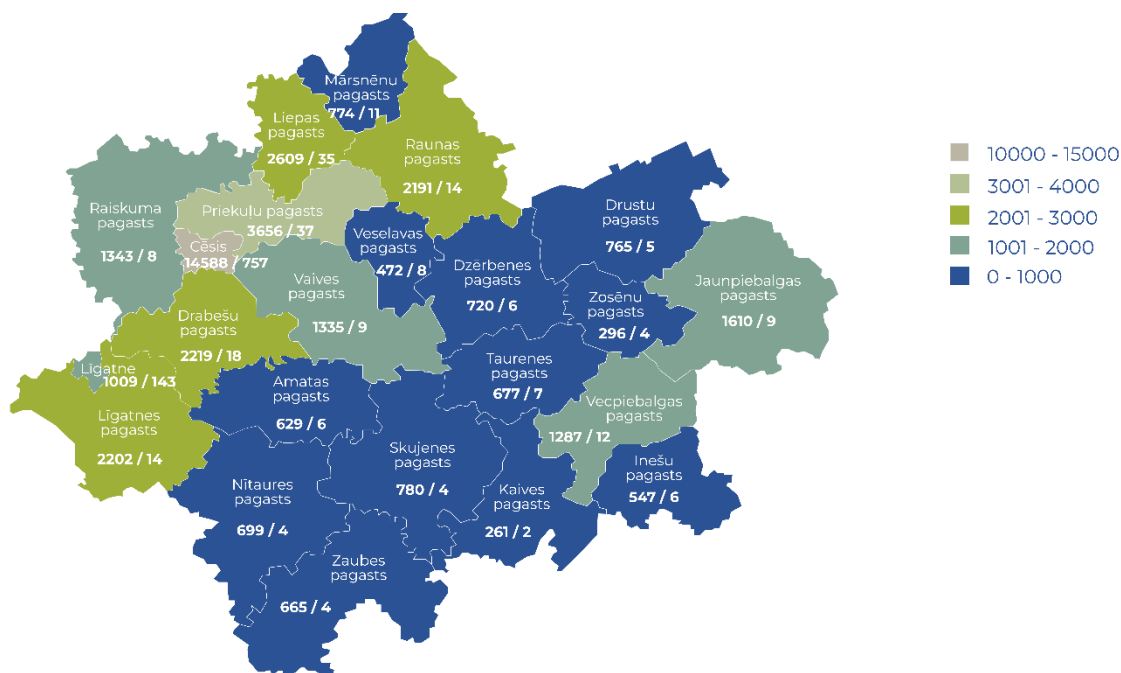 Mārsnēnu
pagasts
774 / 11
Liepas
pagasts
2609 / 35
Raunas
pagasts
2191 / 14
Raiskuma
pagasts
1343 / 8
Priekuļu pagasts
3656 / 37
Cēsis
14588 / 757
Veselavas
pagasts
472 / 8
Drustu
pagasts
765 / 5
Dzērbenes
pagasts
720 / 6
Vaives
pagasts
1335 / 9
Zosēnu
pagasts
296 / 4
Jaunpiebalgas
pagasts
1610 / 9
Drabešu
pagasts
2219 / 18
Līgatne
1009 / 143
Līgatnes
pagasts
2202 / 14
Amatas
pagasts
629 / 6
Taurenes
pagasts
677 / 7
Vecpiebalgas
pagasts
1287 / 12
Skujenes
pagasts
780 / 4
Inešu
pagasts
547 / 6
Nītaures
pagasts
699 / 4
Kaives
pagasts
261 / 2
Zaubes
pagasts
665 / 4
10000 - 15000
3001 - 4000
2001 - 3000
1001 - 2000
0 - 1000